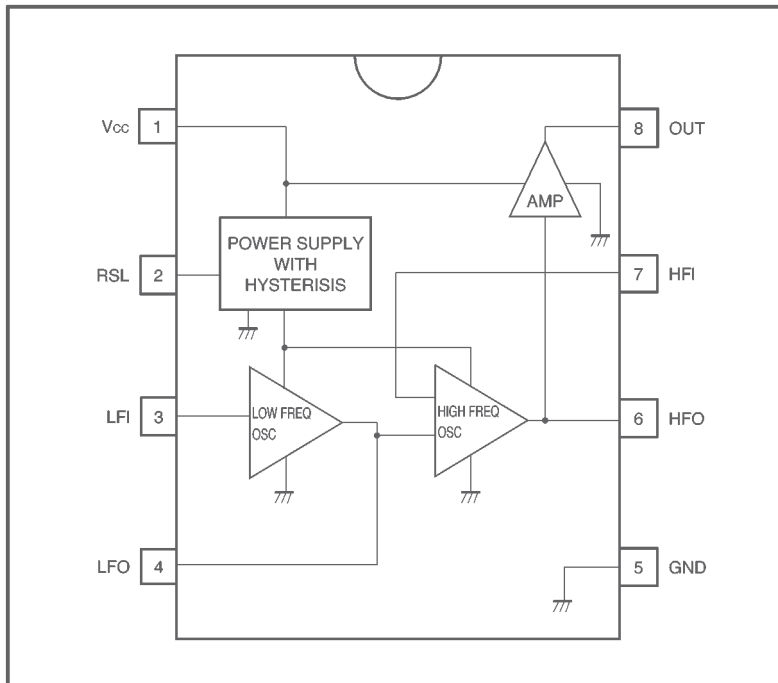 Vcc
1
8
OUT
AMP
POWER SUPPLY
WITH
HYSTERISIS
RSL
2
7
HFI
LFI
3
LOW FREQ
OSC
HIGH FREQ
OSC
6
HFO
LFO
4
5
GND